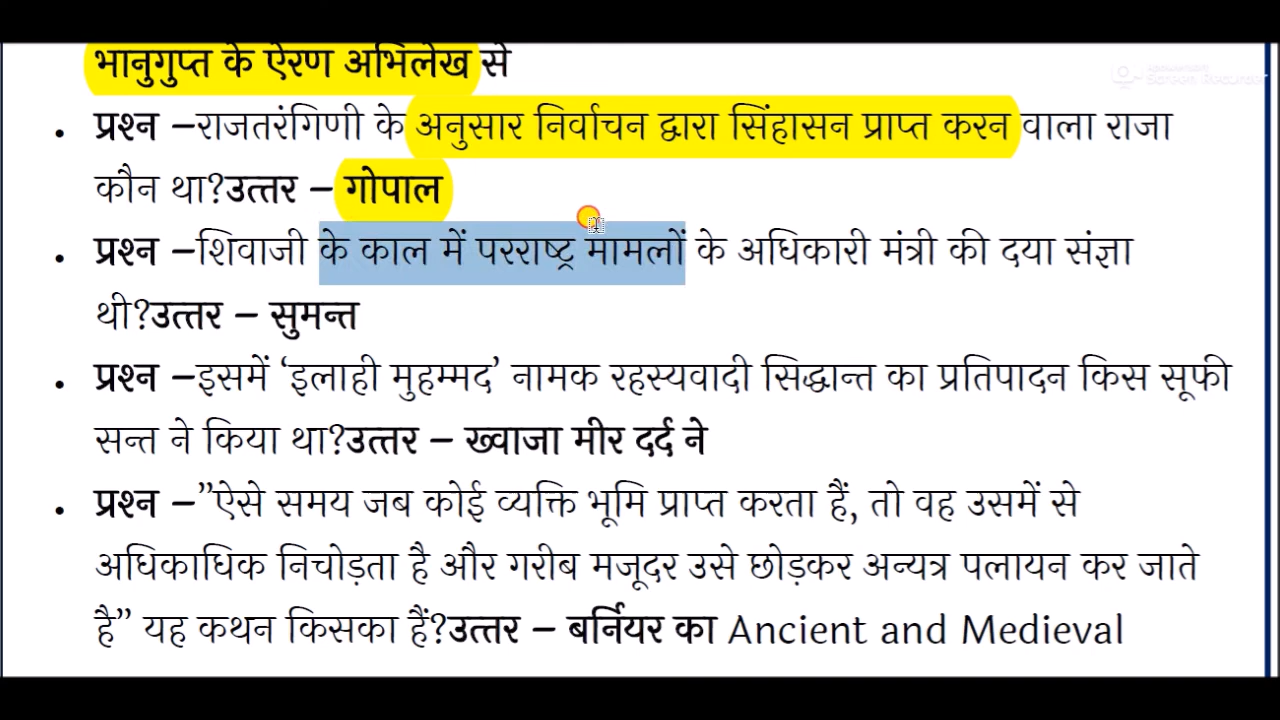 भानुगुप्त के ऐरण अभिलेख से
• प्रश्न –राजतरंगिणी के अनुसार निर्वाचन द्वारा सिंहासन प्राप्त करन वाला राजा
कौन था?उत्तर – गोपाल
• प्रश्न –शिवाजी के काल में परराष्ट्र मामलों के अधिकारी मंत्री की दया संज्ञा
थी?उत्तर – सुमन्त
• प्रश्न –इसमें ‘इलाही मुहम्मद’ नामक रहस्यवादी सिद्धान्त का प्रतिपादन किस सूफी
सन्त ने किया था?उत्तर – ख्वाजा मीर दर्द ने
• प्रश्न –”ऐसे समय जब कोई व्यक्ति भूमि प्राप्त करता हैं, तो वह उसमें से
अधिकाधिक निचोड़ता है और गरीब मजूदर उसे छोड़कर अन्यत्र पलायन कर जाते
है” यह कथन किसका हैं?उत्तर – बर्नियर का Ancient and Medieval
Screen Recorder